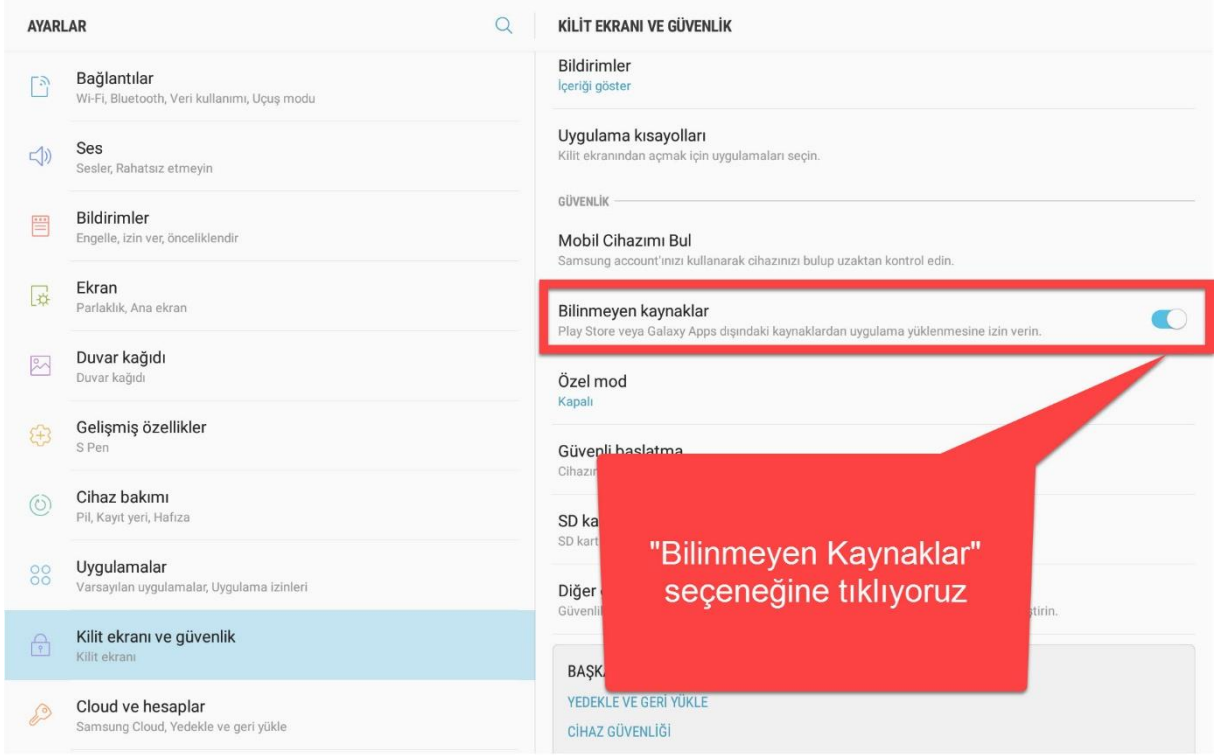 AYARLAR
Bağlantılar
Wi-Fi, Bluetooth, Veri kullanımı, Uçuş modu
Ses
Sesler, Rahatsız etmeyin
Bildirimler
Engelle, izin ver, önceliklendir
Ekran
Parlaklık, Ana ekran
Duvar kağıdı
Duvar kağıdı
Gelişmiş özellikler
S Pen
Cihaz bakımı
Pil, Kayıt yeri, Hafıza
Uygulamalar
Varsayılan uygulamalar, Uygulama izinleri
Kilit ekranı ve güvenlik
Kilit ekranı
Cloud ve hesaplar
Samsung Cloud, Yedekle ve geri yükle
KİLİT EKRANI VE GÜVENLİK
Bildirimler
İçeriği göster
Uygulama kısayolları
Kilit ekranından açmak için uygulamaları seçin.
GÜVENLİK
Mobil Cihazımı Bul
Samsung account'ınızı kullanarak cihazınızı bulup uzaktan kontrol edin.
Bilinmeyen kaynaklar
Play Store veya Galaxy Apps dışındaki kaynaklardan uygulama yüklenmesine izin verin.
Özel mod
Kapalı
Güvenli başlatma
SD
SD kart
Diğer
"Bilinmeyen Kaynaklar"
seçeneğine tıklıyoruz
YEDEKLE VE GERİ YÜKLE
CİHAZ GÜVENLİĞİ